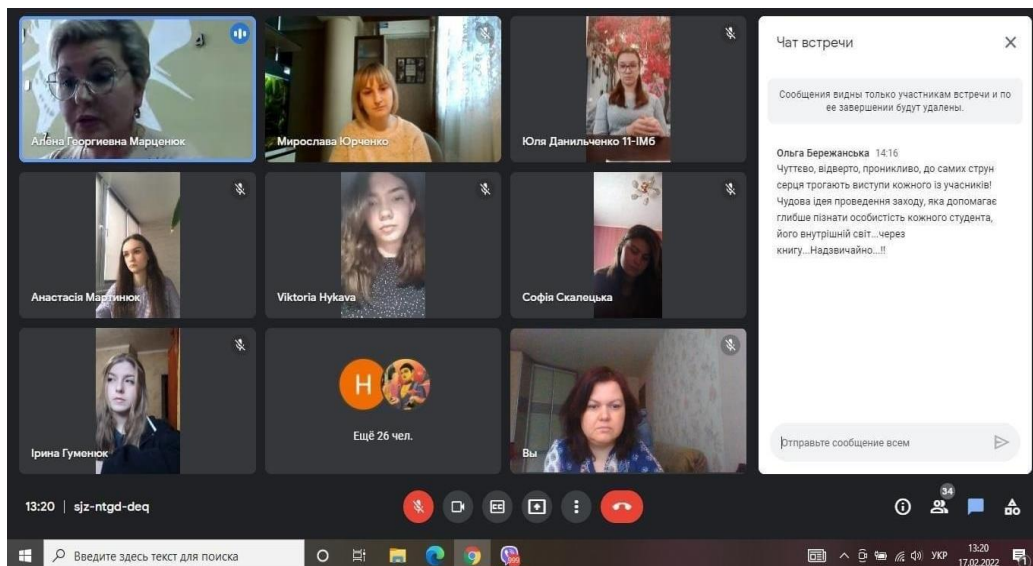 Алёна Георгиевна Марценюк
Мирослава Юрченко
Юля Данильченко 11-ІМб
Анастасія Мартинюк
Viktoria Hykava
Софія Скалецька
Ірина Гуменюк
H
Ещё 26 чел.
Вы
Чат встречи
Сообщения видны только участникам встречи и по
ее завершении будут удалены.
Ольга Бережанська 14:16
Чуттєво, відверто, проникливо, до самих струн
серця трогають виступи кожного із учасників!
Чудова ідея проведення заходу, яка допомагає
глибше пізнати особистість кожного студента,
його внутрішній світ...через
книгу...Надзвичайно...!!
Отправьте сообщение всем
13:20 | sjz-ntgd-deq
CC
34
Введите здесь текст для поиска
УКР
13:20
17.02.2022